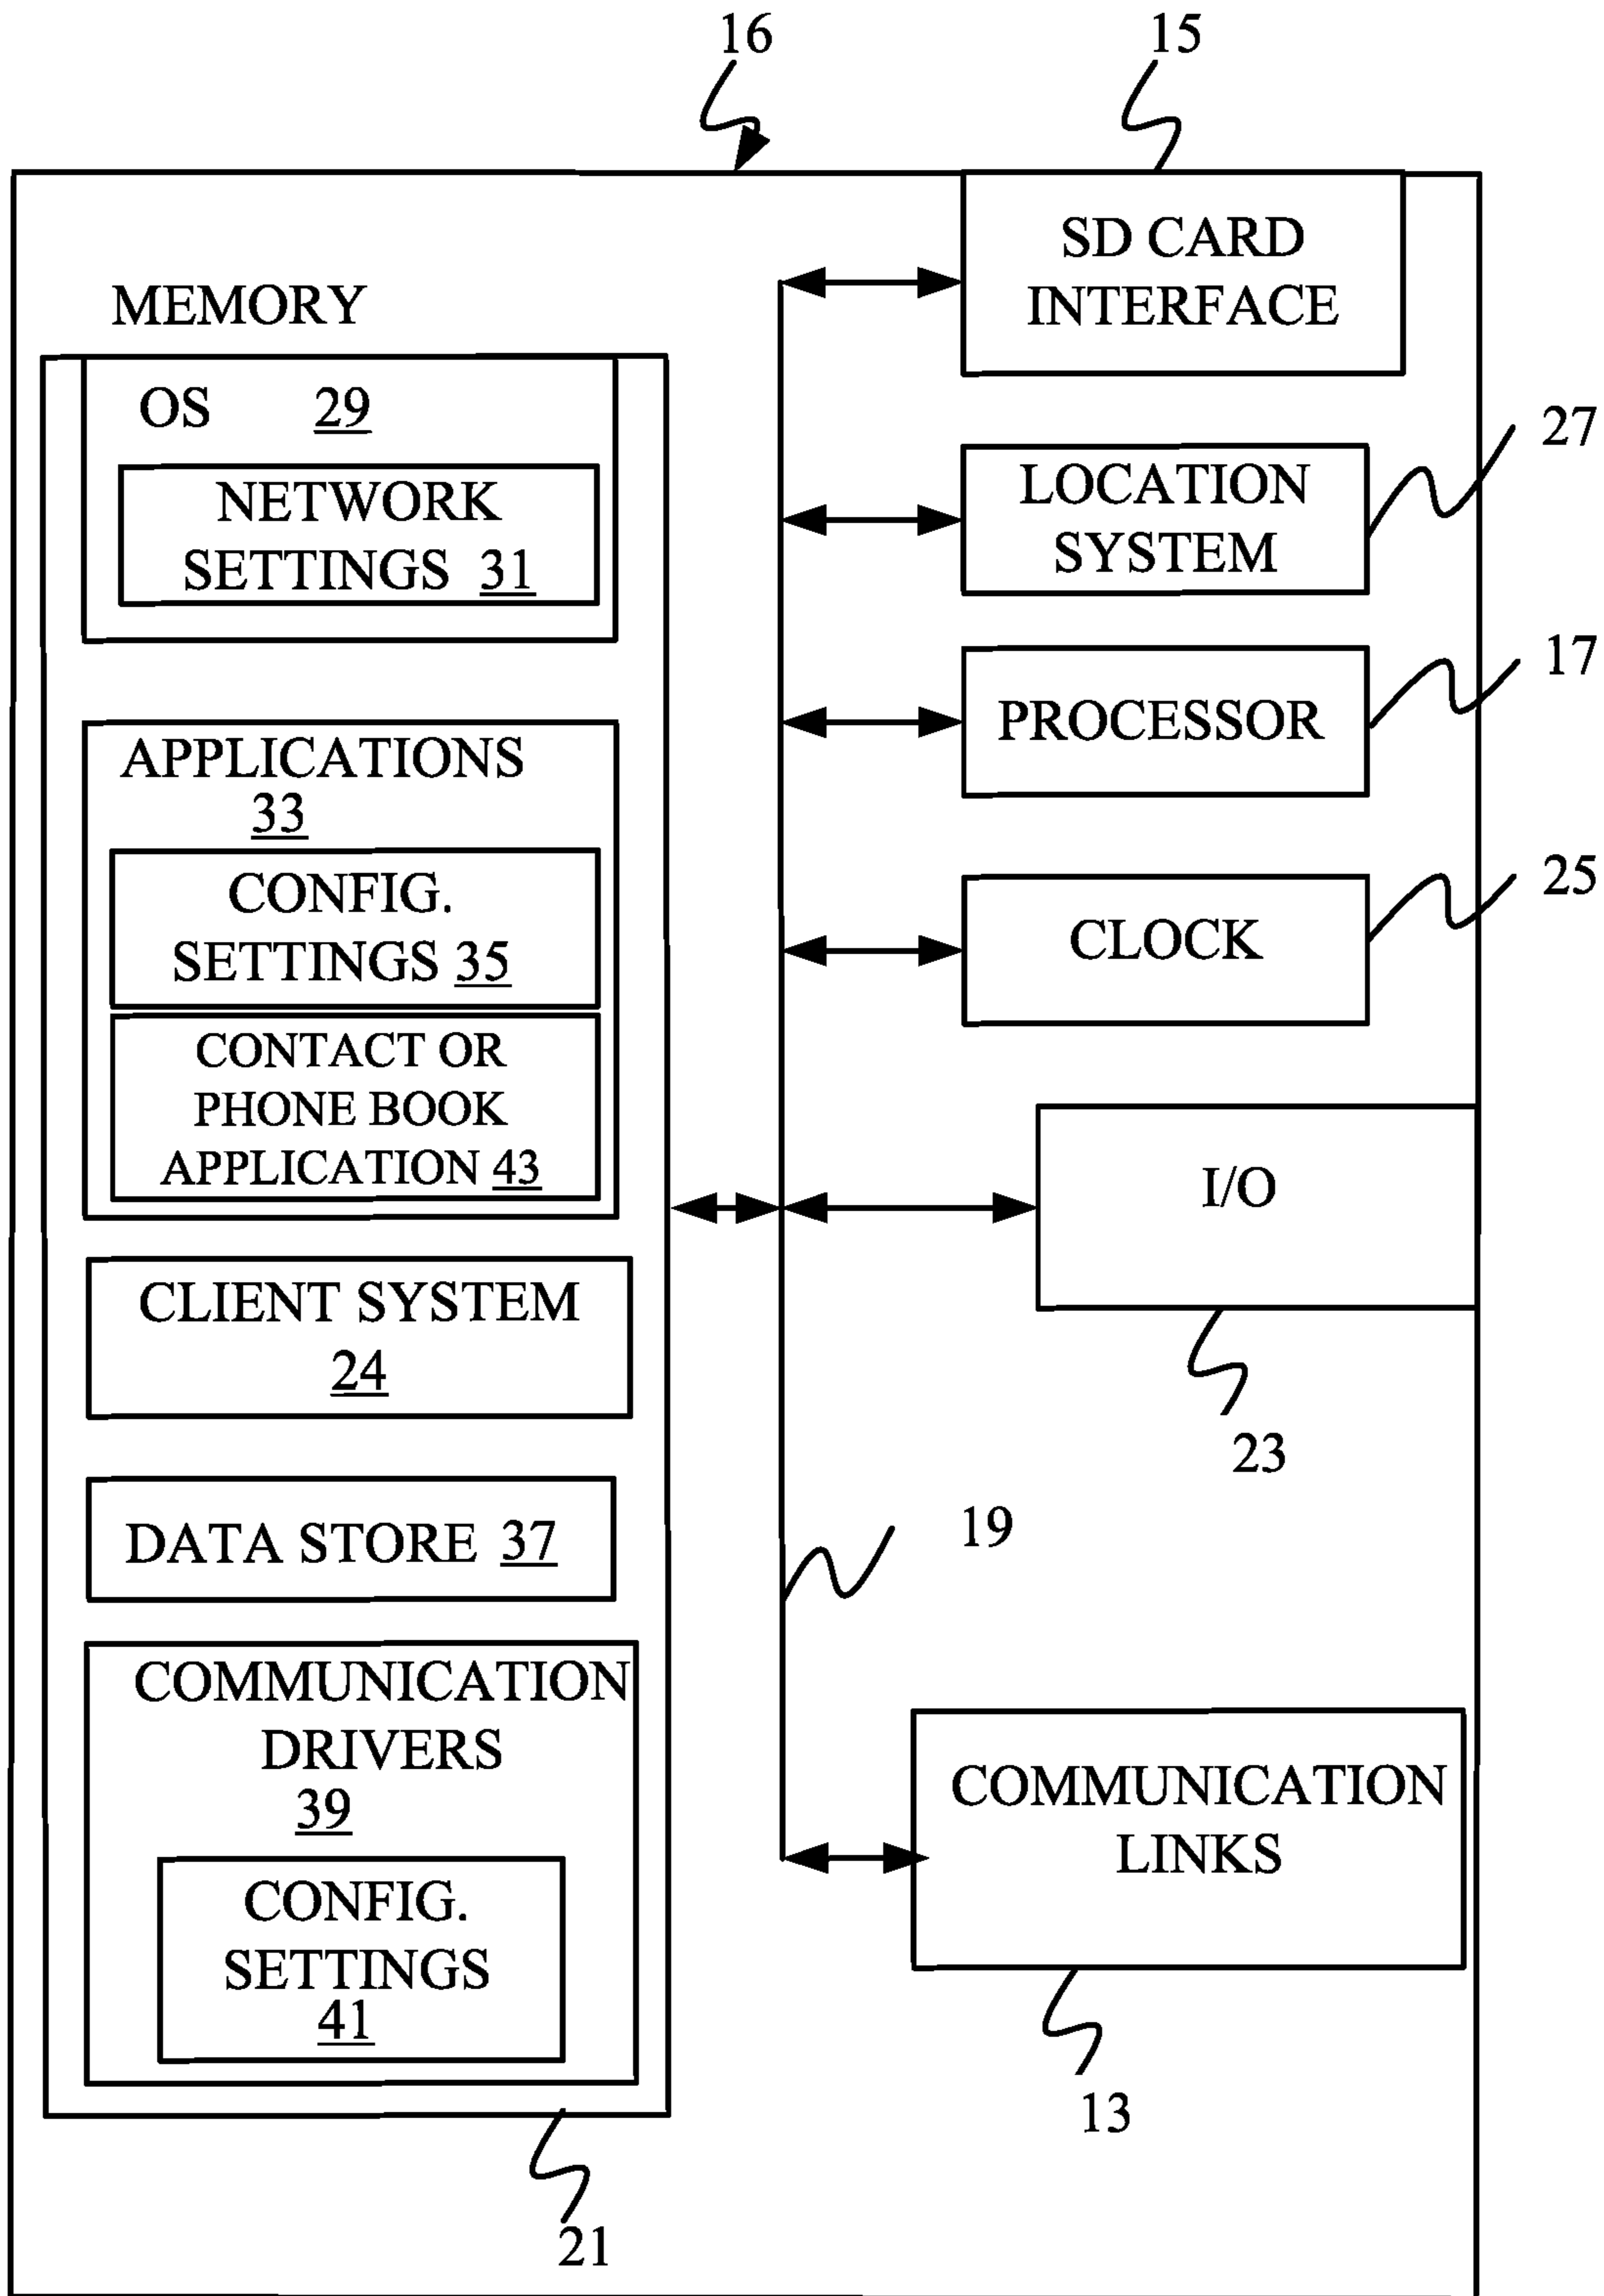 16
15
SD CARD
INTERFACE
MEMORY
OS 29
NETWORK
SETTINGS 31
27
LOCATION
SYSTEM
17
PROCESSOR
APPLICATIONS
33
CONFIG.
SETTINGS 35
25
CLOCK
CONTACT OR
PHONE BOOK
APPLICATION 43
I/O
23
CLIENT SYSTEM
24
DATA STORE 37
19
COMMUNICATION
DRIVERS
39
CONFIG.
SETTINGS
41
COMMUNICATION
LINKS
13
21